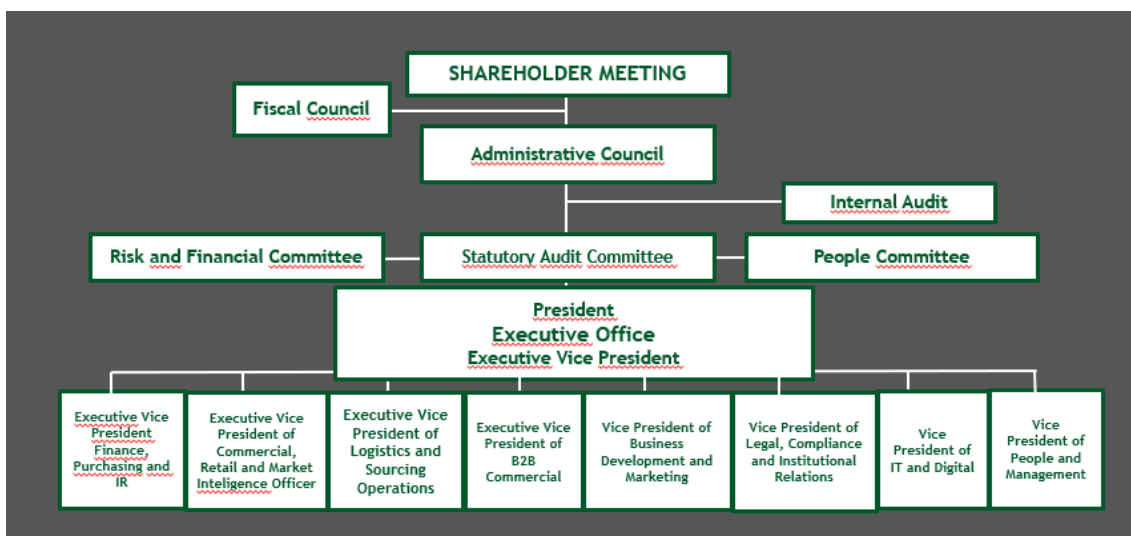 SHAREHOLDER MEETING
Fiscal Council
Administrative Council
Internal Audit
Risk and Financial Committee
Statutory Audit Committee
People Committee
President
Executive Office
Executive Vice President
Executive Vice
President
Finance,
Purchasing and
IR
Executive Vice
President of
Commercial,
Retail and Market
Inteligence Officer
Executive Vice
President of
Logistics and
Sourcing
Operations
Executive Vice
President of
B2B
Commercial
Vice President of
Business
Development and
Marketing
Vice President of
Legal, Compliance
and Institutional
Relations
Vice
President of
IT and Digital
Vice
President of
People and
Management